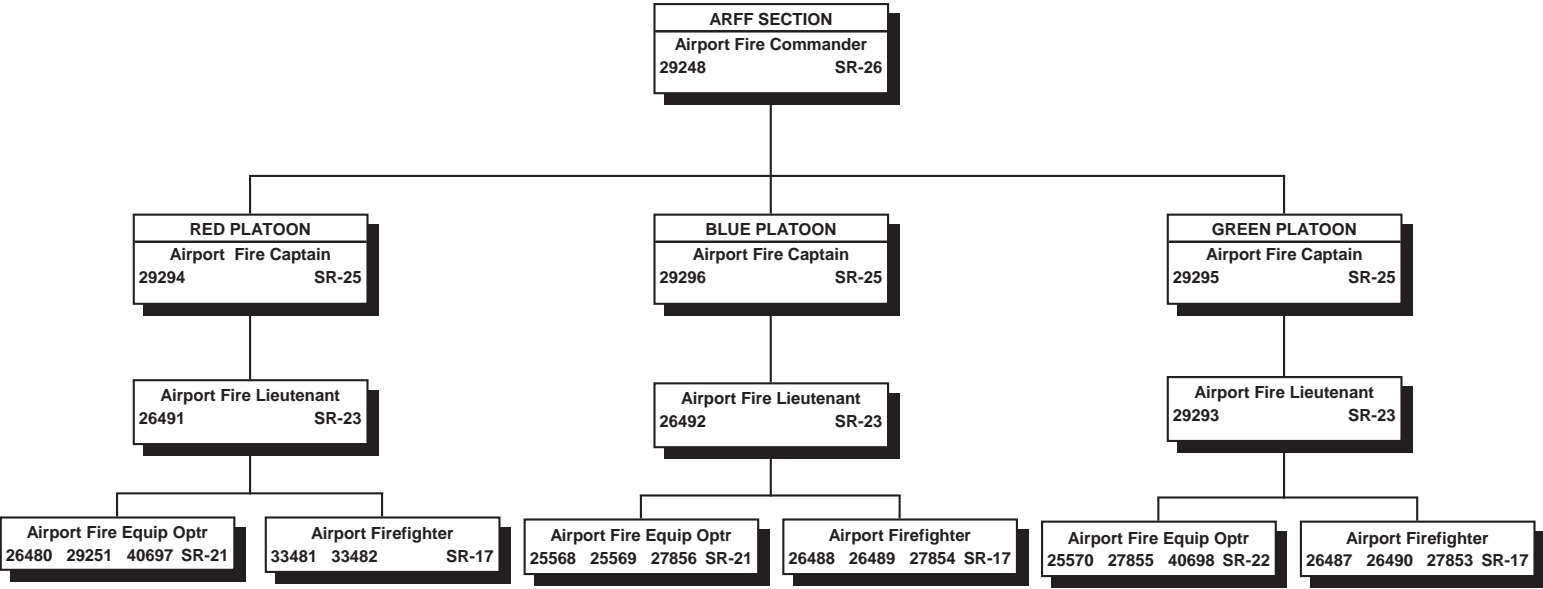 ARFF SECTION
Airport Fire Commander
29248 SR-26
RED PLATOON
Airport Fire Captain
29294 SR-25
BLUE PLATOON
Airport Fire Captain
29296 SR-25
GREEN PLATOON
Airport Fire Captain
29295 SR-25
Airport Fire Lieutenant
26491 SR-23
Airport Fire Lieutenant
26492 SR-23
Airport Fire Lieutenant
29293 SR-23
Airport Fire Equip Optr
26480 29251 40697 SR-21
Airport Firefighter
33481 33482 SR-17
Airport Fire Equip Optr
25568 25569 27856 SR-21
Airport Firefighter
26488 26489 27854 SR-17
Airport Fire Equip Optr
25570 27855 40698 SR-22
Airport Firefighter
26487 26490 27853 SR-17